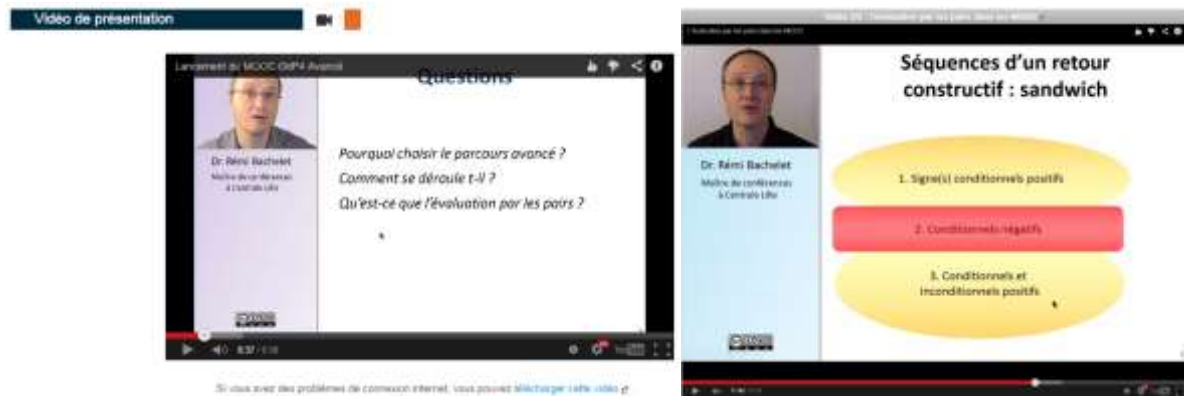 Vidéo de présentation
Lancement du MOOC GdP4 Avancé
Questions
Dr. Rémi Bachelet
Maître de conférences
à Centrale Lille
Pourquoi choisir le parcours avancé ?
Comment se déroule t-il ?
Qu'est-ce que l'évaluation par les pairs ?
0:37
Si vous avez des problèmes de connexion internet, vous pouvez télécharger cette vidéo
Séquences d'un retour
constructif : sandwich
Dr. Rémi Bachelet
Maître de conférences
à Centrale Lille
1. Signe(s) conditionnels positifs
2. Conditionnels négatifs
3. Conditionnels et
inconditionnels positifs